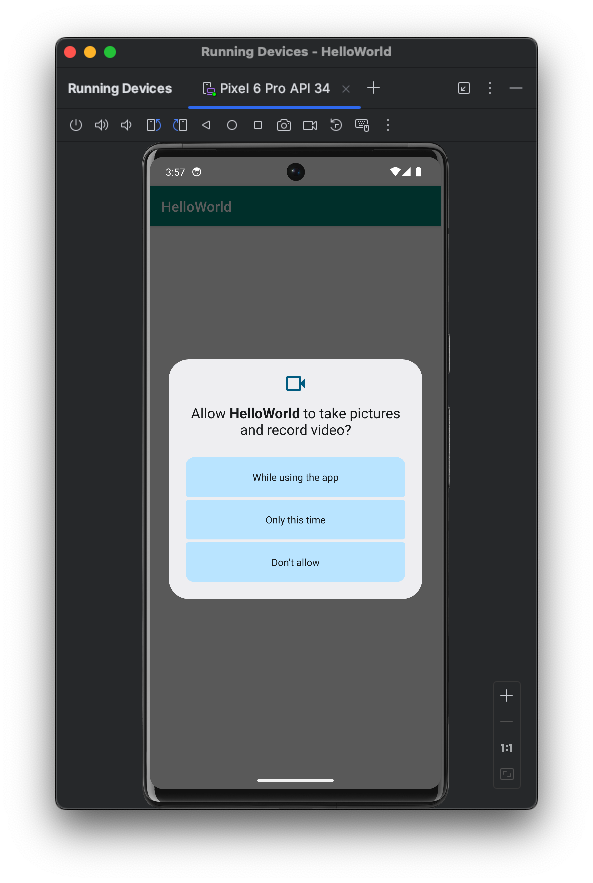 Running Devices - HelloWorld
Running Devices
Pixel 6 Pro API 34
3:57
HelloWorld
Allow HelloWorld to take pictures
and record video?
While using the app
Only this time
Don't allow
1:1